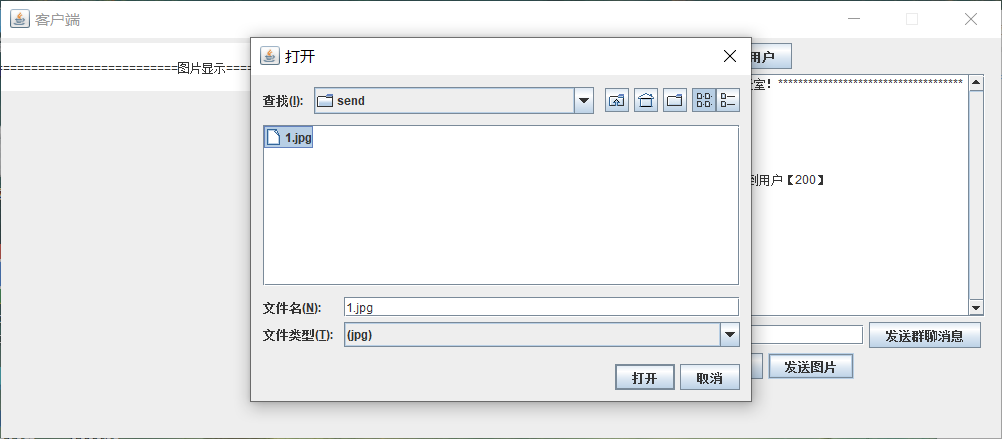 客户端
打开
=========================图片显示====
用户
查找(I):
send
室! *************************************
1.jpg
到用户【200】
文件名(N):
1.jpg
文件类型(T):
(jpg)
发送群聊消息
打开
取消
发送图片